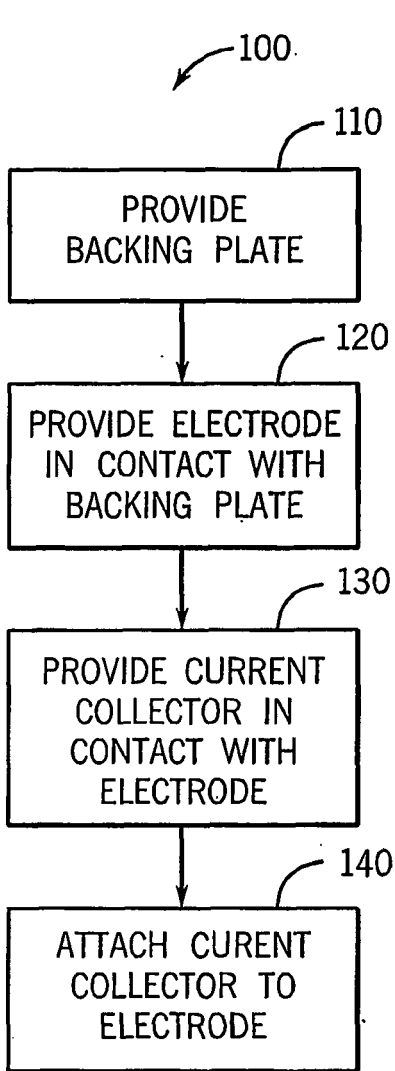 100
110
PROVIDE
BACKING PLATE
120
PROVIDE ELECTRODE
IN CONTACT WITH
BACKING PLATE
130
PROVIDE CURRENT
COLLECTOR IN
CONTACT WITH
ELECTRODE
140
ATTACH CURENT
COLLECTOR TO
ELECTRODE